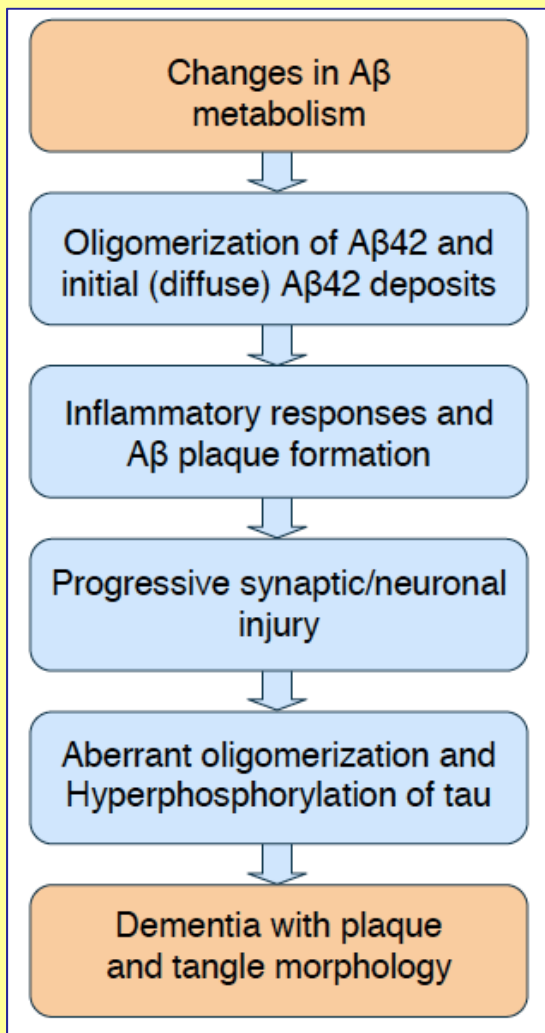 Changes in Aβ
metabolism
Oligomerization of Aβ42 and
initial (diffuse) Aβ42 deposits
Inflammatory responses and
Aβ plaque formation
Progressive synaptic/neuronal
injury
Aberrant oligomerization and
Hyperphosphorylation of tau
Dementia with plaque
and tangle morphology